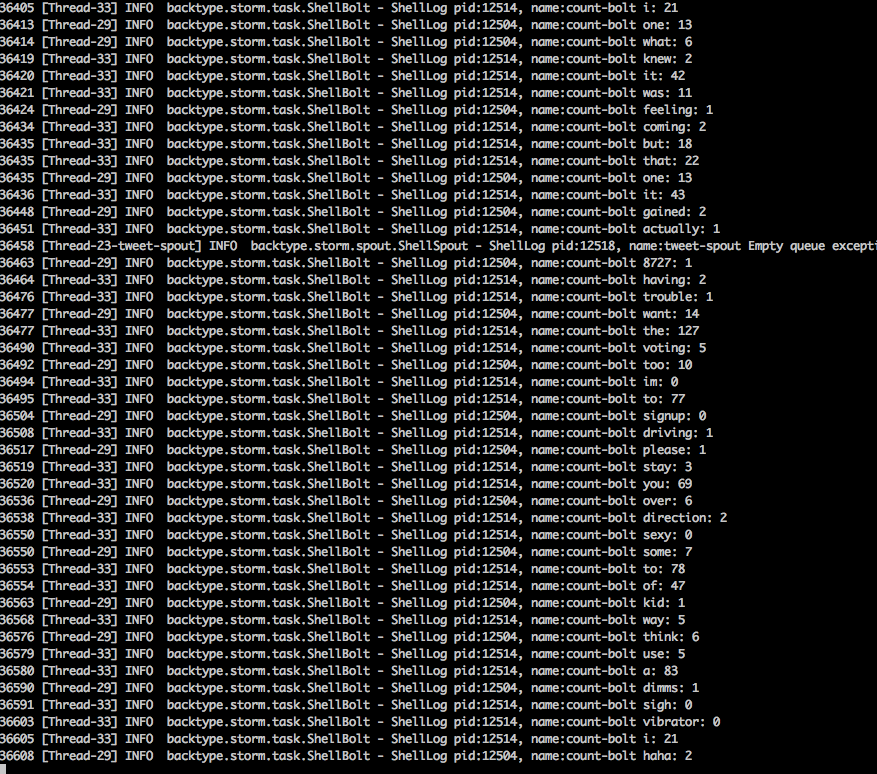 36405 [Thread-33] INFO  backtype.storm.task.ShellBolt - ShellLog pid:12514, name:count-bolt i: 21
36413 [Thread-29] INFO  backtype.storm.task.ShellBolt - ShellLog pid:12504, name:count-bolt one: 13
36414 [Thread-29] INFO  backtype.storm.task.ShellBolt - ShellLog pid:12504, name:count-bolt what: 6
36419 [Thread-33] INFO  backtype.storm.task.ShellBolt - ShellLog pid:12514, name:count-bolt knew: 2
36420 [Thread-33] INFO  backtype.storm.task.ShellBolt - ShellLog pid:12514, name:count-bolt it: 42
36421 [Thread-33] INFO  backtype.storm.task.ShellBolt - ShellLog pid:12514, name:count-bolt was: 11
36424 [Thread-29] INFO  backtype.storm.task.ShellBolt - ShellLog pid:12504, name:count-bolt feeling: 1
36434 [Thread-33] INFO  backtype.storm.task.ShellBolt - ShellLog pid:12514, name:count-bolt coming: 2
36435 [Thread-33] INFO  backtype.storm.task.ShellBolt - ShellLog pid:12514, name:count-bolt but: 18
36435 [Thread-33] INFO  backtype.storm.task.ShellBolt - ShellLog pid:12514, name:count-bolt that: 22
36435 [Thread-29] INFO  backtype.storm.task.ShellBolt - ShellLog pid:12504, name:count-bolt one: 13
36436 [Thread-33] INFO  backtype.storm.task.ShellBolt - ShellLog pid:12514, name:count-bolt it: 43
36448 [Thread-29] INFO  backtype.storm.task.ShellBolt - ShellLog pid:12504, name:count-bolt gained: 2
36451 [Thread-33] INFO  backtype.storm.task.ShellBolt - ShellLog pid:12514, name:count-bolt actually: 1
36458 [Thread-23-tweet-spout] INFO  backtype.storm.spout.ShellSpout - ShellLog pid:12518, name:tweet-spout Empty queue excepti
36463 [Thread-29] INFO  backtype.storm.task.ShellBolt - ShellLog pid:12504, name:count-bolt 8727: 1
36464 [Thread-33] INFO  backtype.storm.task.ShellBolt - ShellLog pid:12514, name:count-bolt having: 2
36476 [Thread-33] INFO  backtype.storm.task.ShellBolt - ShellLog pid:12514, name:count-bolt trouble: 1
36477 [Thread-29] INFO  backtype.storm.task.ShellBolt - ShellLog pid:12504, name:count-bolt want: 14
36477 [Thread-33] INFO  backtype.storm.task.ShellBolt - ShellLog pid:12514, name:count-bolt the: 127
36490 [Thread-33] INFO  backtype.storm.task.ShellBolt - ShellLog pid:12514, name:count-bolt voting: 5
36492 [Thread-29] INFO  backtype.storm.task.ShellBolt - ShellLog pid:12504, name:count-bolt too: 10
36494 [Thread-33] INFO  backtype.storm.task.ShellBolt - ShellLog pid:12514, name:count-bolt im: 0
36495 [Thread-33] INFO  backtype.storm.task.ShellBolt - ShellLog pid:12514, name:count-bolt to: 77
36504 [Thread-29] INFO  backtype.storm.task.ShellBolt - ShellLog pid:12504, name:count-bolt signup: 0
36508 [Thread-33] INFO  backtype.storm.task.ShellBolt - ShellLog pid:12514, name:count-bolt driving: 1
36517 [Thread-29] INFO  backtype.storm.task.ShellBolt - ShellLog pid:12504, name:count-bolt please: 1
36519 [Thread-33] INFO  backtype.storm.task.ShellBolt - ShellLog pid:12514, name:count-bolt stay: 3
36520 [Thread-33] INFO  backtype.storm.task.ShellBolt - ShellLog pid:12514, name:count-bolt you: 69
36536 [Thread-29] INFO  backtype.storm.task.ShellBolt - ShellLog pid:12504, name:count-bolt over: 6
36538 [Thread-33] INFO  backtype.storm.task.ShellBolt - ShellLog pid:12514, name:count-bolt direction: 2
36550 [Thread-33] INFO  backtype.storm.task.ShellBolt - ShellLog pid:12514, name:count-bolt sexy: 0
36550 [Thread-29] INFO  backtype.storm.task.ShellBolt - ShellLog pid:12504, name:count-bolt some: 7
36553 [Thread-33] INFO  backtype.storm.task.ShellBolt - ShellLog pid:12514, name:count-bolt to: 78
36554 [Thread-33] INFO  backtype.storm.task.ShellBolt - ShellLog pid:12514, name:count-bolt of: 47
36563 [Thread-29] INFO  backtype.storm.task.ShellBolt - ShellLog pid:12504, name:count-bolt kid: 1
36568 [Thread-33] INFO  backtype.storm.task.ShellBolt - ShellLog pid:12514, name:count-bolt way: 5
36576 [Thread-29] INFO  backtype.storm.task.ShellBolt - ShellLog pid:12504, name:count-bolt think: 6
36579 [Thread-33] INFO  backtype.storm.task.ShellBolt - ShellLog pid:12514, name:count-bolt use: 5
36580 [Thread-33] INFO  backtype.storm.task.ShellBolt - ShellLog pid:12514, name:count-bolt a: 83
36590 [Thread-29] INFO  backtype.storm.task.ShellBolt - ShellLog pid:12504, name:count-bolt dimms: 1
36591 [Thread-33] INFO  backtype.storm.task.ShellBolt - ShellLog pid:12514, name:count-bolt sigh: 0
36603 [Thread-33] INFO  backtype.storm.task.ShellBolt - ShellLog pid:12514, name:count-bolt vibrator: 0
36605 [Thread-33] INFO  backtype.storm.task.ShellBolt - ShellLog pid:12514, name:count-bolt i: 21
36608 [Thread-29] INFO  backtype.storm.task.ShellBolt - ShellLog pid:12504, name:count-bolt haha: 2